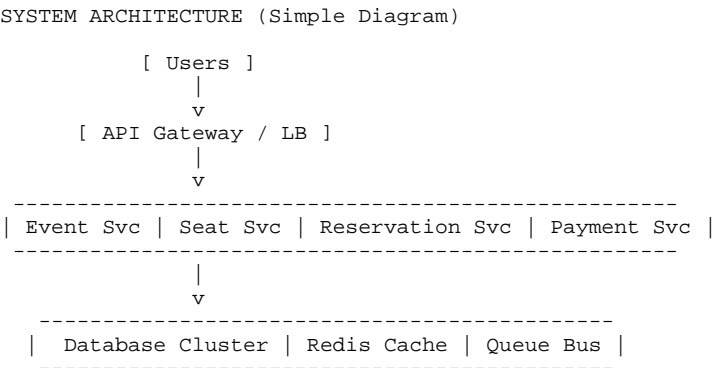 SYSTEM ARCHITECTURE (Simple Diagram)
[ Users ]
|
v
[ API Gateway / LB ]
|
v
----------------------------------------------------
| Event Svc | Seat Svc | Reservation Svc | Payment Svc |
----------------------------------------------------
|
v
---------------------------------------------
| Database Cluster | Redis Cache | Queue Bus |
---------------------------------------------